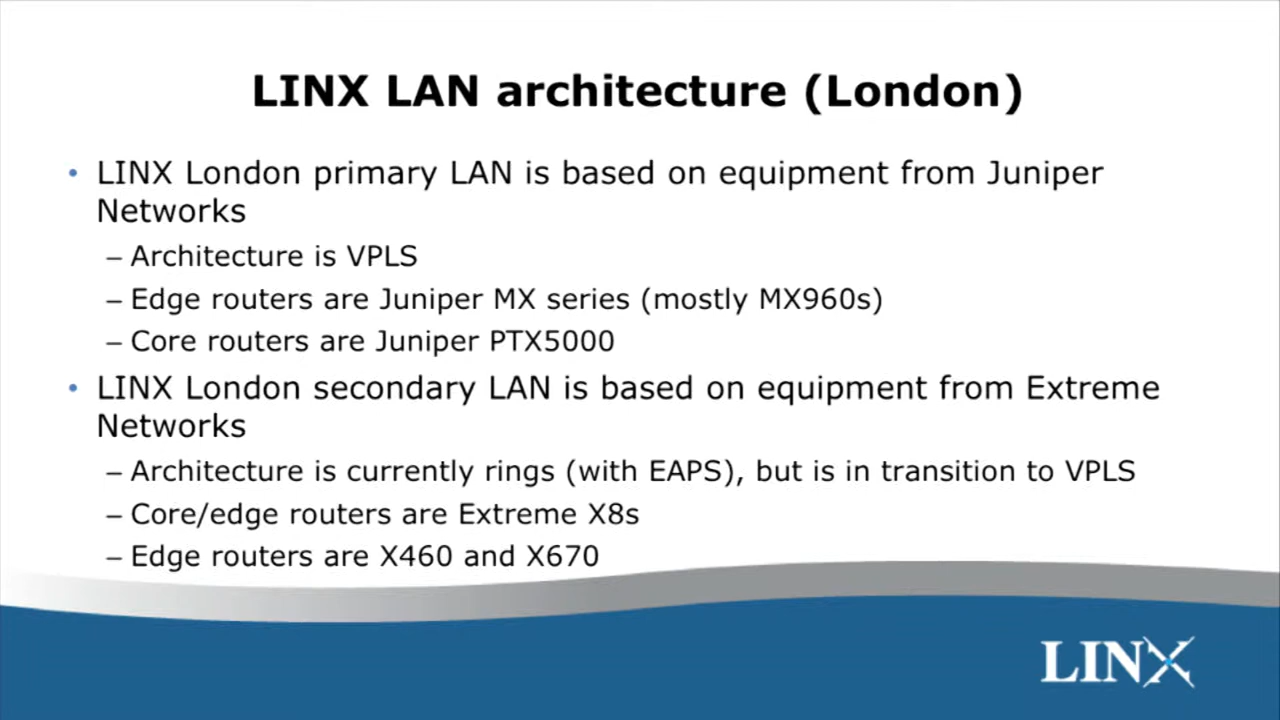 LINX LAN architecture (London)
• LINX London primary LAN is based on equipment from Juniper
Networks
– Architecture is VPLS
– Edge routers are Juniper MX series (mostly MX960s)
– Core routers are Juniper PTX5000
• LINX London secondary LAN is based on equipment from Extreme
Networks
– Architecture is currently rings (with EAPS), but is in transition to VPLS
– Core/edge routers are Extreme X8s
– Edge routers are X460 and X670
LINX